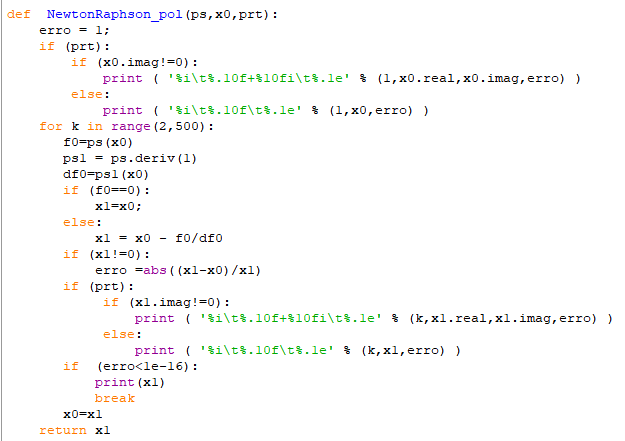 def  NewtonRaphson_pol(ps,x0,prt):
    erro = 1;
    if (prt):
        if (x0.imag!=0):
            print ( '%i\t%.10f+%10fi\t%.1e' % (1,x0.real,x0.imag,erro) )
        else:
            print ( '%i\t%.10f\t%.1e' % (1,x0,erro) )
    for k in range(2,500):
       f0=ps(x0)
       ps1 = ps.deriv(1)
       df0=ps1(x0)
       if (f0==0):
           x1=x0;
       else:
           x1 = x0 - f0/df0
       if (x1!=0):
           erro =abs((x1-x0)/x1)
       if (prt):
            if (x1.imag!=0):
                print ( '%i\t%.10f+%10fi\t%.1e' % (k,x1.real,x1.imag,erro) )
            else:
                print ( '%i\t%.10f\t%.1e' % (k,x1,erro) )
       if  (erro<1e-16):
           print(x1)
           break
       x0=x1
    return x1